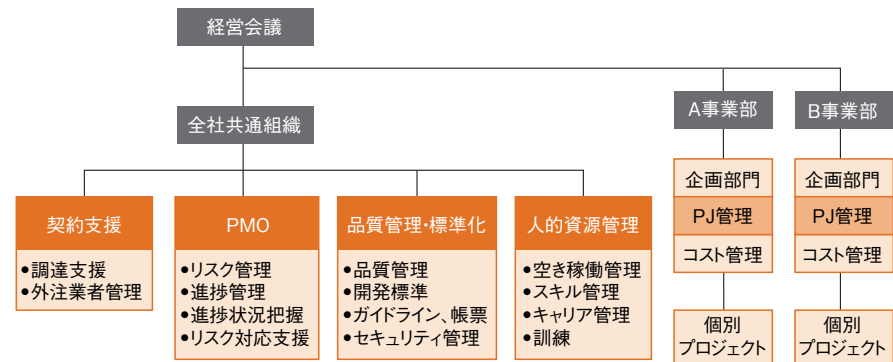 経営会議
全社共通組織
A事業部
B事業部
契約支援
•調達支援
•外注業者管理
PMO
•リスク管理
•進捗管理
•進捗状況把握
•リスク対応支援
品質管理・標準化
•品質管理
•開発標準
•ガイドライン、帳票
•セキュリティ管理
人的資源管理
•空き稼働管理
•スキル管理
•キャリア管理
•訓練
企画部門
PJ管理
コスト管理
個別
プロジェクト
企画部門
PJ管理
コスト管理
個別
プロジェクト